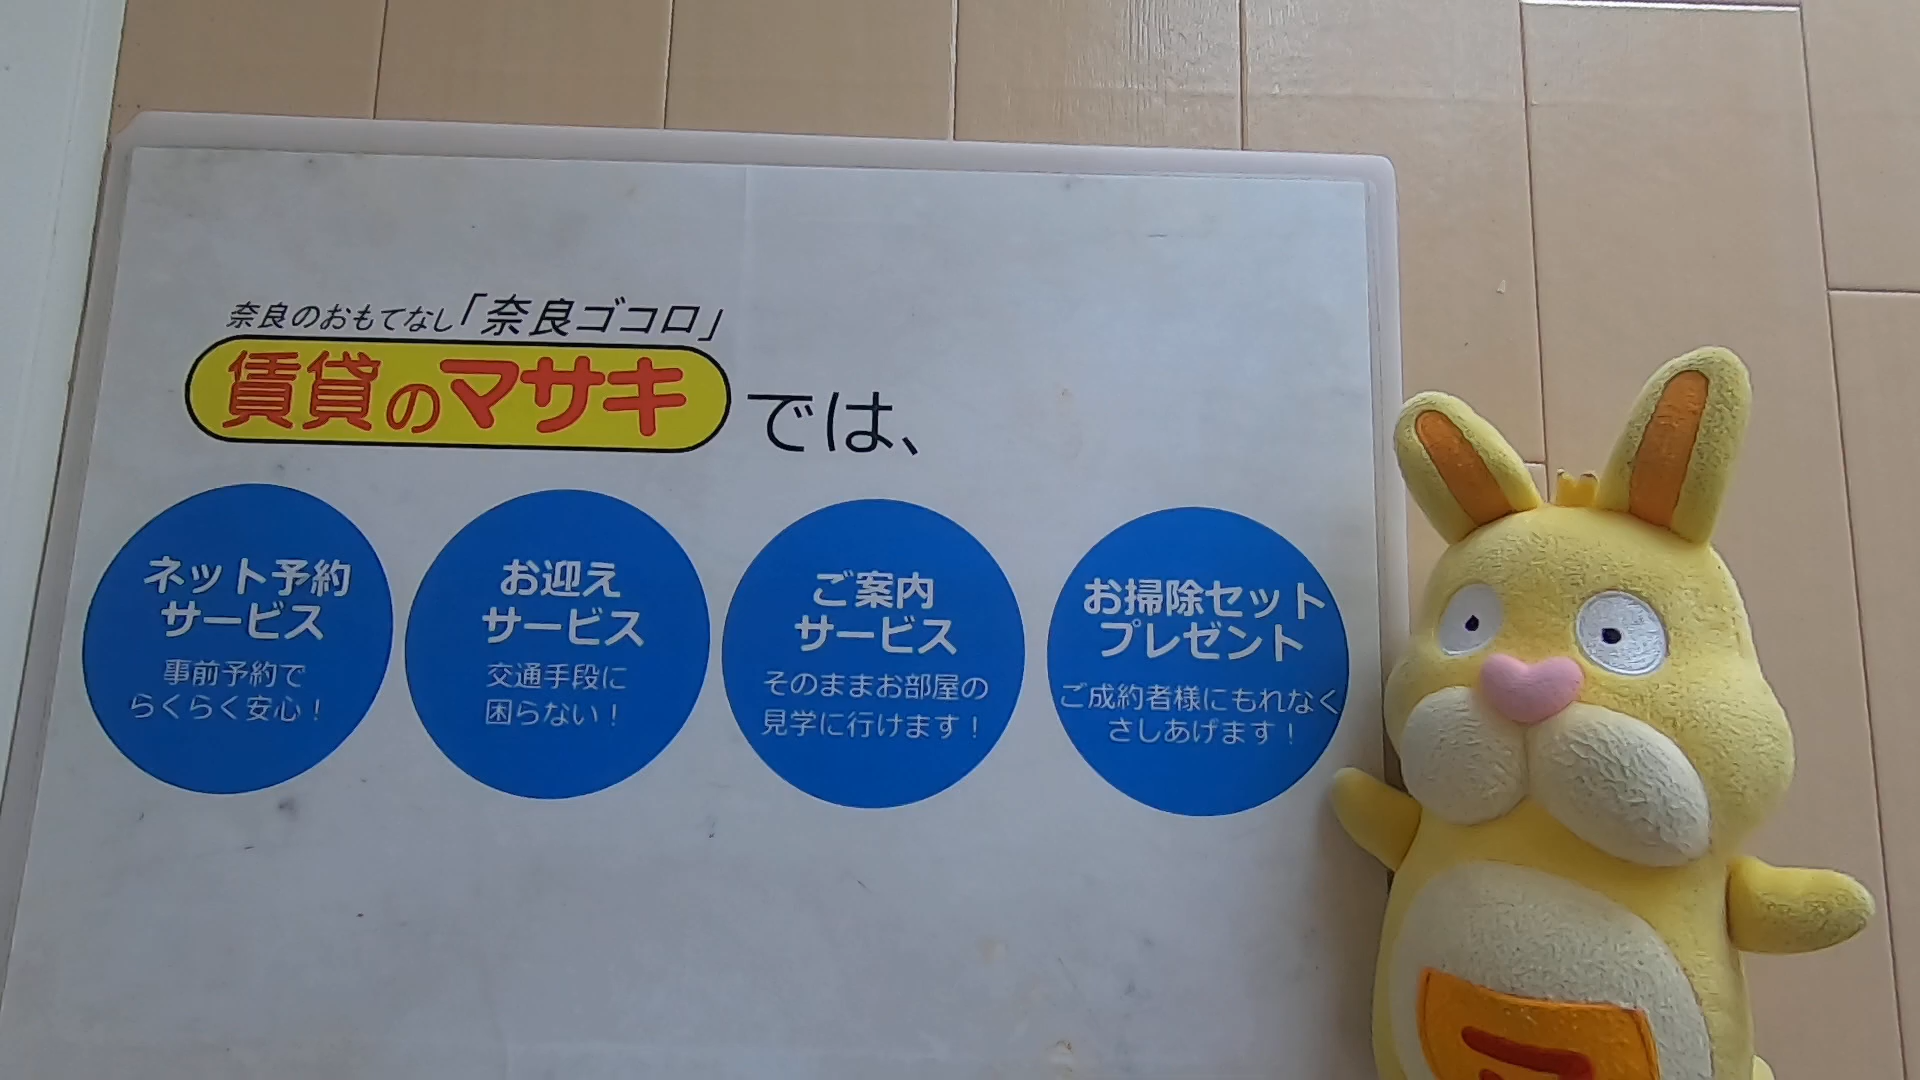 奈良のおもてなし「奈良ゴコロ」
賃貸のマサキでは、
ネット予約
サービス
事前予約で
らくらく安心！
お迎え
サービス
交通手段に
困らない！
ご案内
サービス
そのままお部屋の
見学に行けます！
お掃除セット
プレゼント
ご成約者様にもれなく
さしあげます！